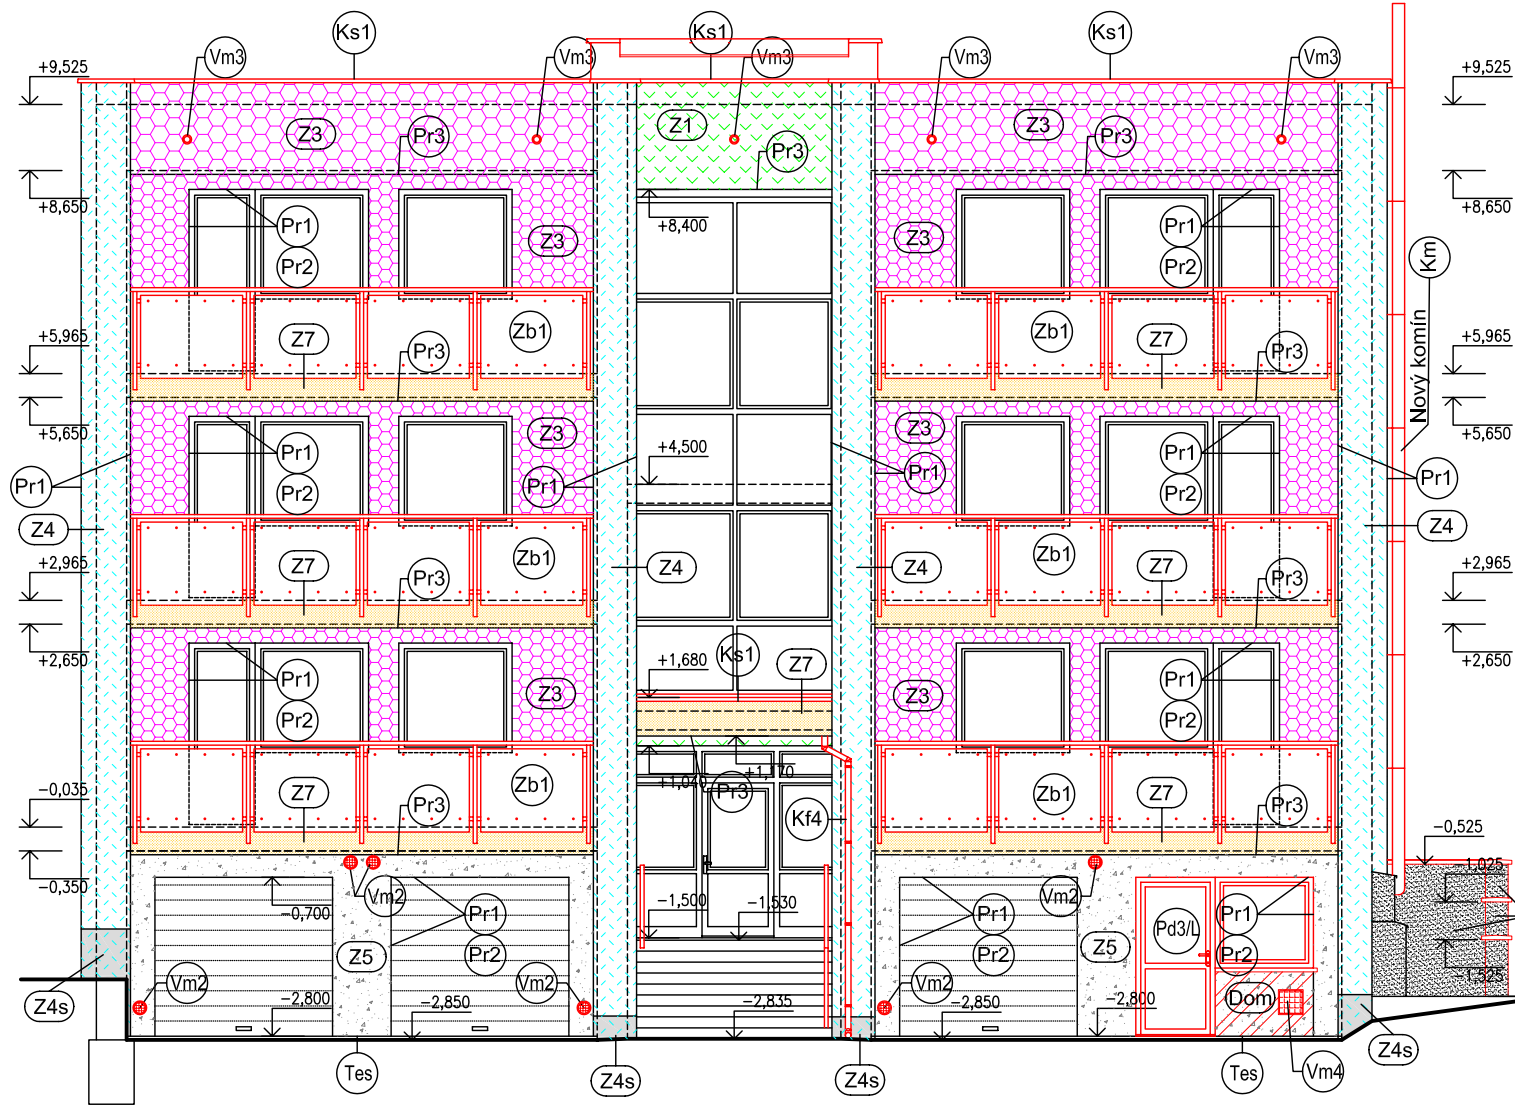 Ks1 Ks1 Ks1
Vm3 Vm3 Vm3 Vm3 Vm3
+9,525 +9,525
Z3 Pr3 Z1 Pr3 Z3 Pr3
+8,650 +8,650
+8,400
Pr1 Z3 Z3 Pr1
Pr2 Pr2
Km
Nový komín
Z7 Zb1 Zb1 Z7
Pr3 Pr3
+5,965 +5,965
+5,650 +5,650
Z3 Z3
Pr1 Pr1
+4,500
Pr1 Pr1 Pr1 Pr1
Pr2 Pr2
Z4 Z4
Zb1 Zb1
Z7 Z4 Z4 Z7
Pr3 Pr3
+2,965 +2,965
+2,650 +2,650
Ks1
Z7
+1,680
Pr1 Z3 Z3 Pr1
Pr2 Pr2
+1,170
+1,040
Pr3
Zb1 Zb1
Z7 Z7
Pr3 Kf4 Pr3
-0,035
-0,525
-0,350 -1,025
Vm2 Vm2
-0,700 -1,500 -1,530
Pr1 Pr1 Pd3/L Pr1
Z5 Pr2 Pr2 Z5 Pr2
-1,525
Vm2 Vm2 Vm2
Z4s
-2,800 -2,850 -2,835 -2,850 -2,800
Dom
Tes Z4s Z4s Tes Vm4 Z4s